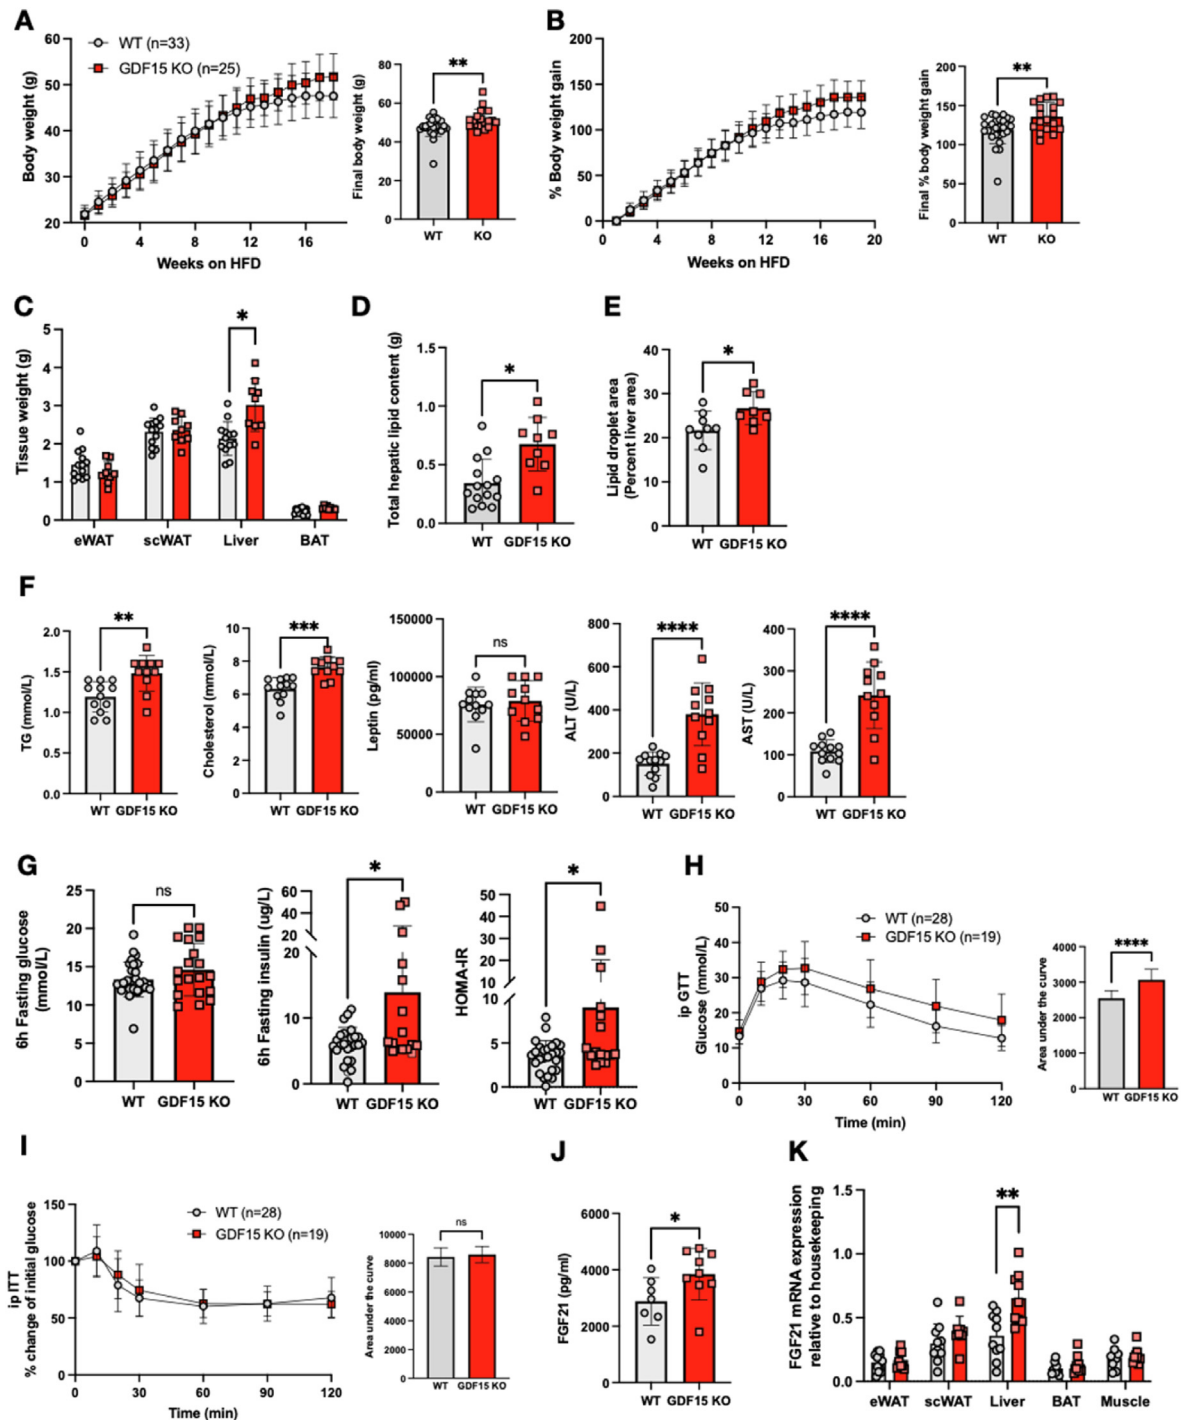 A
WT (n=33)
GDF15 KO (n=25)
Body weight (g)
60
50
40
30
20
0
4
8
12
16
Weeks on HFD
**
Final body weight (g)
80
60
40
20
0
WT
KO
B
% Body weight gain
200
150
100
50
0
0
4
8
12
16
20
Weeks on HFD
**
Final % body weight gain
200
150
100
50
0
WT
KO
C
Tissue weight (g)
5
4
3
2
1
0
*
eWAT
scWAT
Liver
BAT
D
Total hepatic lipid content (g)
1.5
1.0
0.5
0.0
*
WT
GDF15 KO
E
Lipid droplet area
(Percent liver area)
40
30
20
10
0
*
WT
GDF15 KO
F
TG (mmol/L)
2.0
1.5
1.0
0.5
0.0
**
WT
GDF15 KO
Cholesterol (mmol/L)
10
8
6
4
2
0
***
WT
GDF15 KO
Leptin (pg/ml)
150000
100000
50000
0
ns
WT
GDF15 KO
ALT (U/L)
800
600
400
200
0
****
WT
GDF15 KO
AST (U/L)
400
300
200
100
0
****
WT
GDF15 KO
G
6h Fasting glucose
(mmol/L)
25
20
15
10
5
0
ns
WT
GDF15 KO
6h Fasting insulin (ug/L)
60
40
20
20
10
0
*
WT
GDF15 KO
HOMA-IR
50
40
30
20
10
10
5
0
*
WT
GDF15 KO
H
ip GTT
Glucose (mmol/L)
50
40
30
20
10
0
WT (n=28)
GDF15 KO (n=19)
0
30
60
90
120
Time (min)
****
Area under the curve
4000
3000
2000
1000
0
WT
GDF15 KO
I
ip ITT
% change of initial glucose
150
100
50
0
WT (n=28)
GDF15 KO (n=19)
0
30
60
90
120
Time (min)
ns
Area under the curve
10000
8000
6000
4000
2000
0
WT
GDF15 KO
J
FGF21 (pg/ml)
6000
4000
2000
0
*
WT
GDF15 KO
K
FGF21 mRNA expression
relative to housekeeping
1.5
1.0
0.5
0.0
**
eWAT
scWAT
Liver
BAT
Muscle